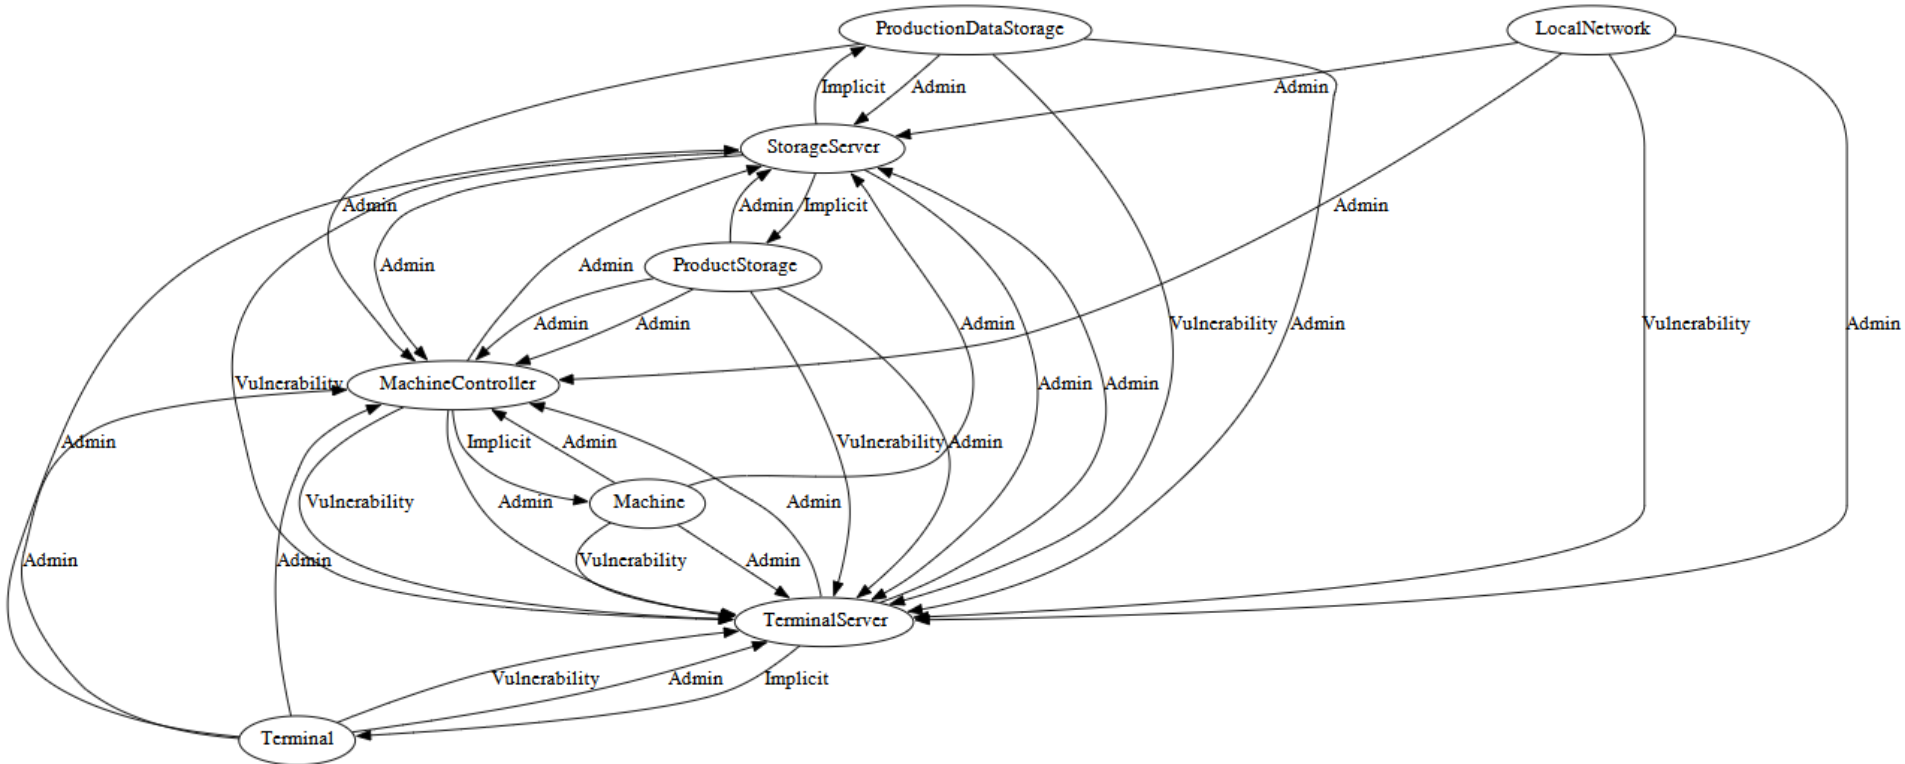 ProductionDataStorage
LocalNetwork
Implicit
Admin
Admin
StorageServer
Admin
Admin
Implicit
Admin
Admin
Admin
ProductStorage
Admin
Admin
Admin
Vulnerability
Admin
Vulnerability
Admin
Vulnerability
MachineController
Admin
Admin
Admin
Implicit
Admin
Vulnerability
Admin
Vulnerability
Admin
Machine
Admin
Admin
Admin
Vulnerability
Admin
TerminalServer
Vulnerability
Admin
Implicit
Terminal